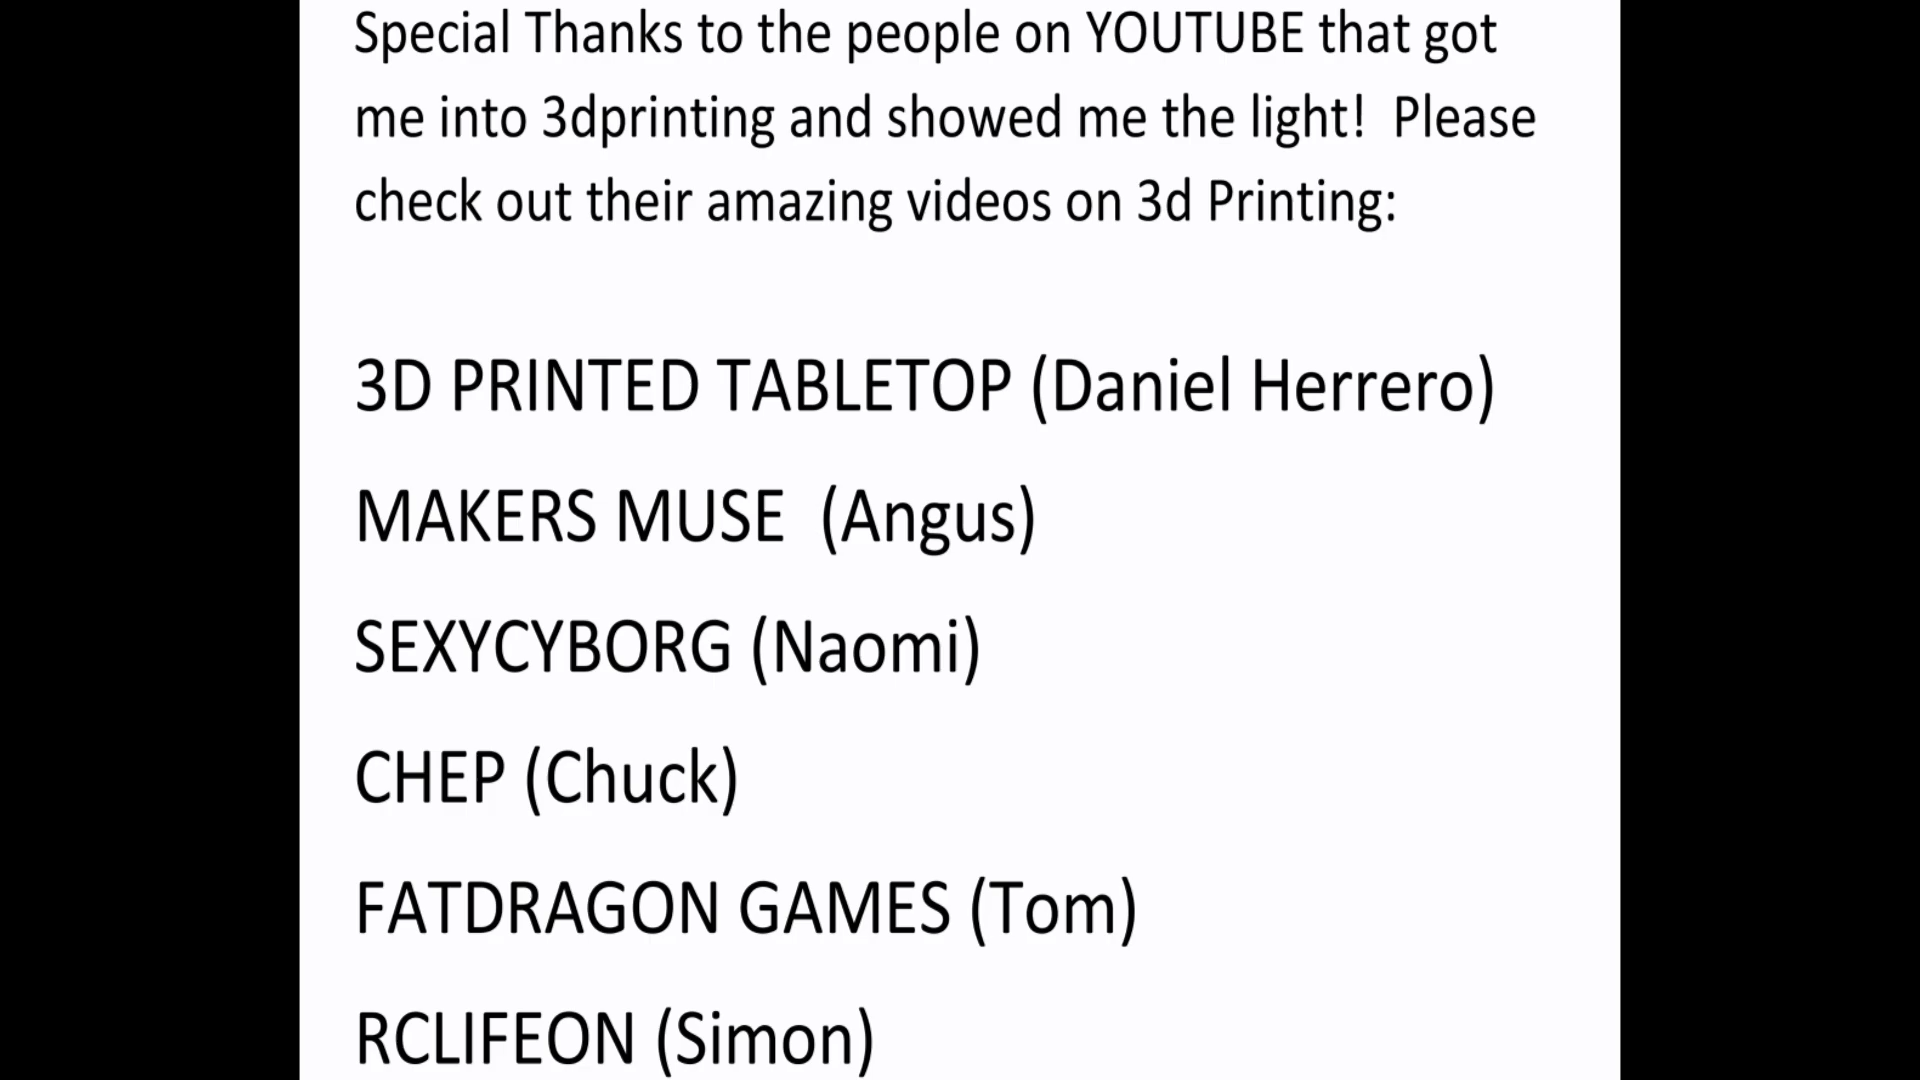 Special Thanks to the people on YOUTUBE that got
me into 3dprinting and showed me the light!  Please
check out their amazing videos on 3d Printing:
3D PRINTED TABLETOP (Daniel Herrero)
MAKERS MUSE  (Angus)
SEXYCYBORG (Naomi)
CHEP (Chuck)
FATDRAGON GAMES (Tom)
RCLIFEON (Simon)